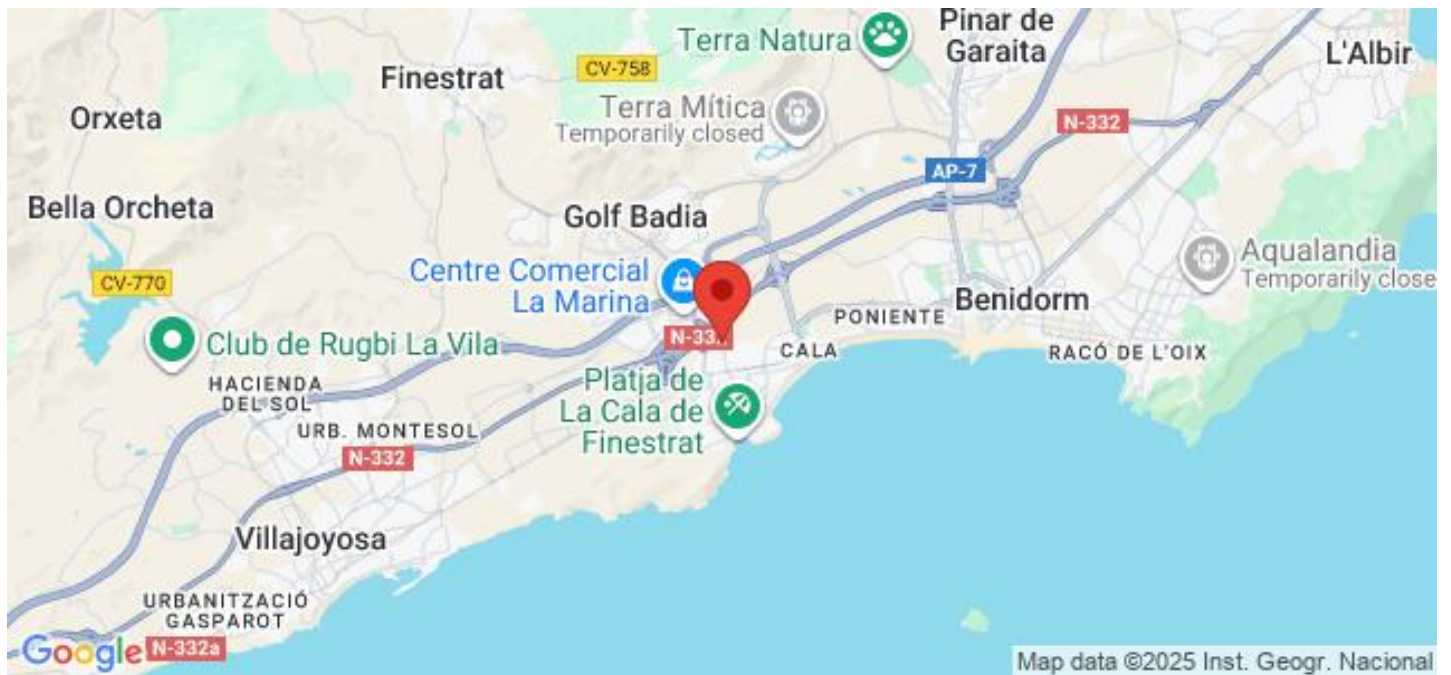 Terra Natura
Pinar de
Garaita
L'Albir
Finestrat
CV-758
Orxeta
Terra Mítica
Temporarily closed
N-332
AP-7
Bella Orcheta
Golf Badia
CV-770
Centre Comercial
La Marina
Aqualandia
Temporarily close
Benidorm
PONIENTE
Club de Rugbi La Vila
CALA
RACÓ DE L'OIX
HACIENDA
DEL SOL
Platja de
La Cala de
Finestrat
URB. MONTESOL
N-332
Villajoyosa
URBANITZACIÓ
GASPAROT
Google
N-332a
Map data ©2025 Inst. Geogr. Nacional